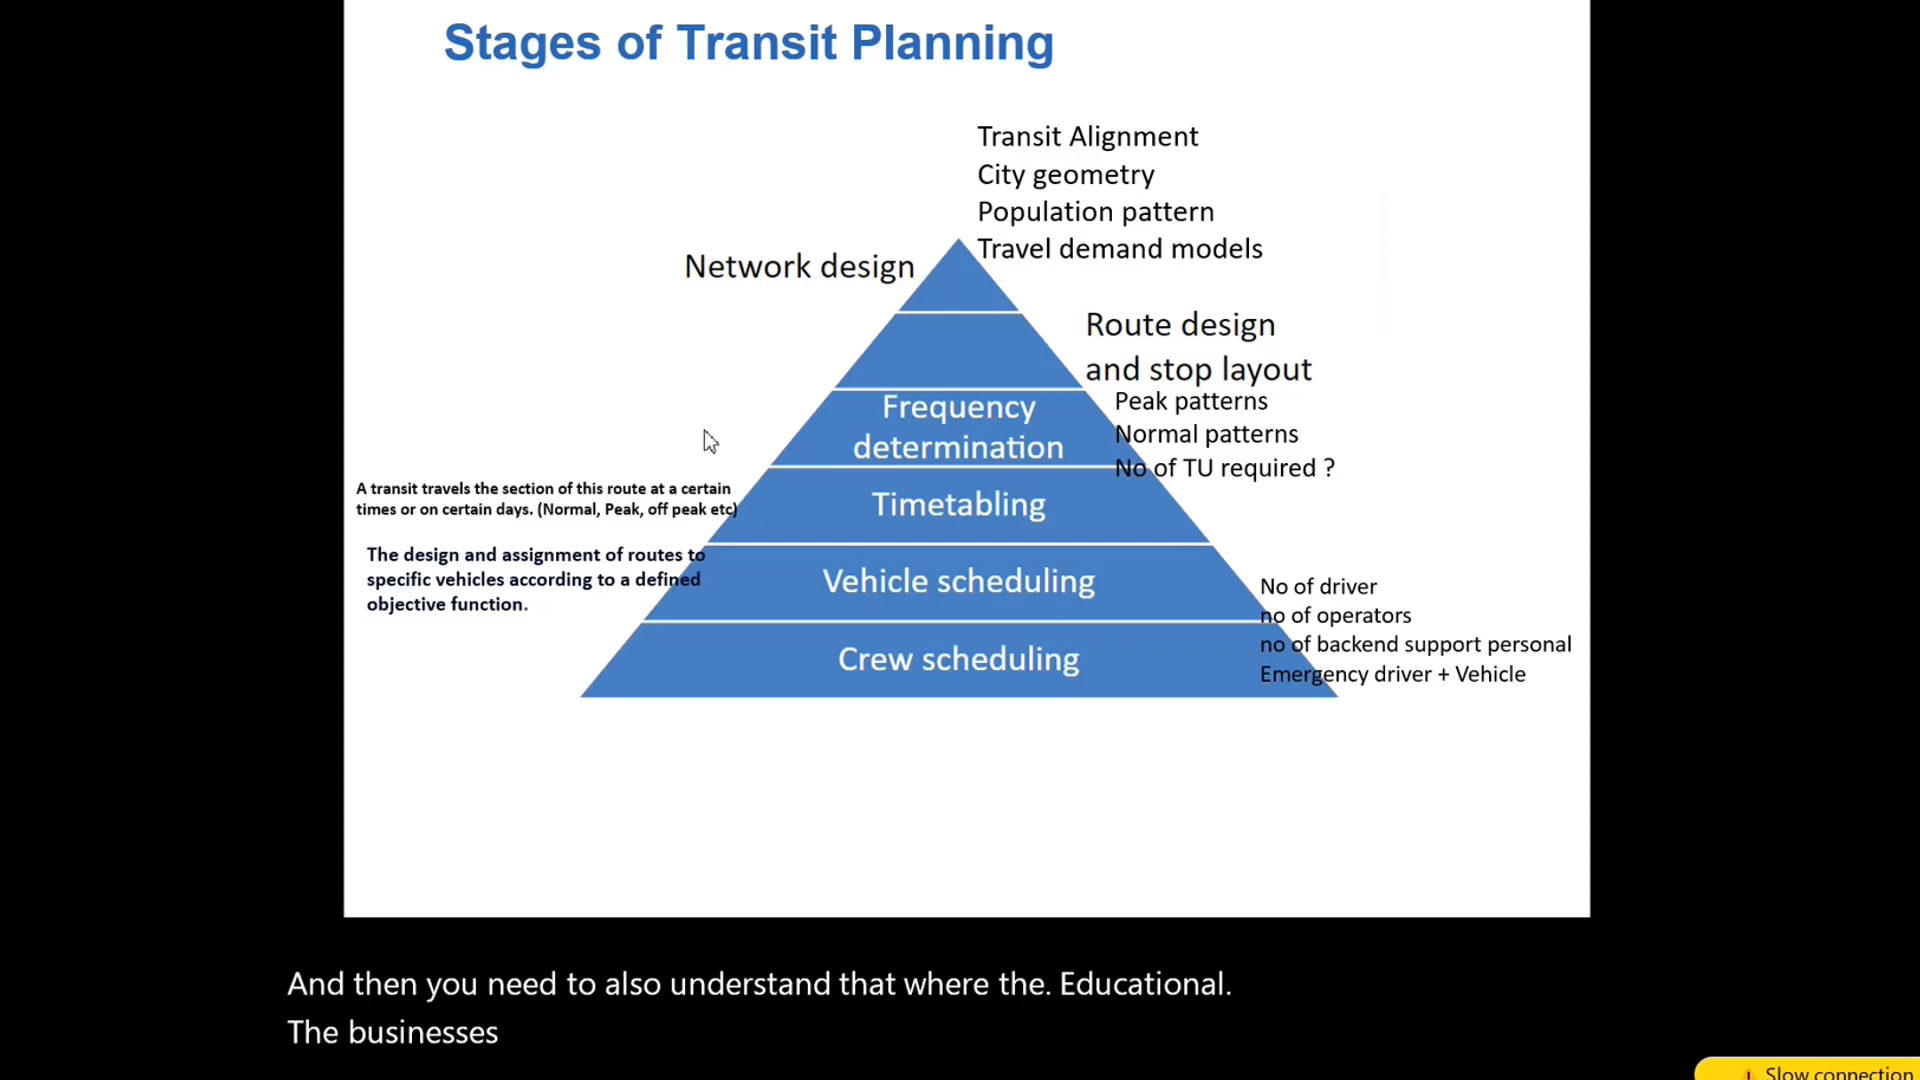 Stages of Transit Planning
Transit Alignment
City geometry
Population pattern
Travel demand models
Network design
Route design
and stop layout
Frequency
determination
Peak patterns
Normal patterns
No of TU required ?
A transit travels the section of this route at a certain
times or on certain days. (Normal, Peak, off peak etc)
Timetabling
The design and assignment of routes to
specific vehicles according to a defined
objective function.
Vehicle scheduling
Crew scheduling
No of driver
no of operators
no of backend support personal
Emergency driver + Vehicle
And then you need to also understand that where the. Educational.
The businesses
Slow connection